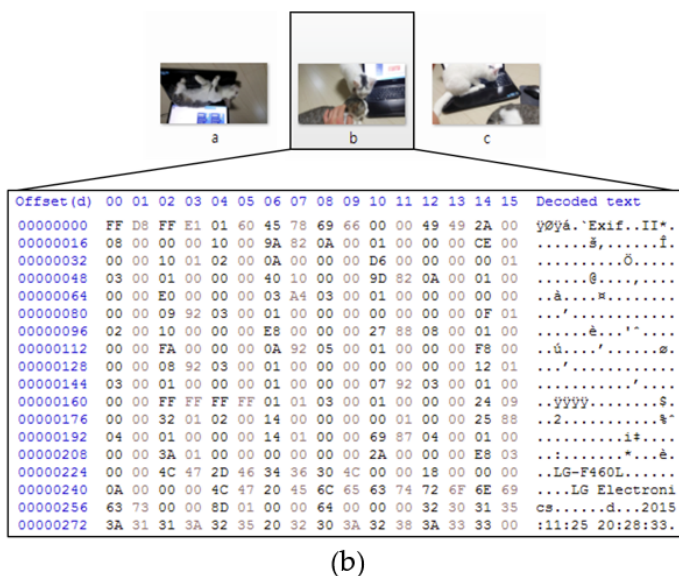 a b c
Offset(d) 00 01 02 03 04 05 06 07 08 09 10 11 12 13 14 15 Decoded text
00000000 FF D8 FF E1 01 60 45 78 69 66 00 00 49 49 2A 00 ÿØÿá.`Exif..II*.
00000016 08 00 00 00 10 00 9A 82 0A 00 01 00 00 00 CE 00 ......š‚......Î.
00000032 00 00 10 01 02 00 0A 00 00 00 D6 00 00 00 00 01 ..........Ö.....
00000048 03 00 01 00 00 00 40 10 00 00 9D 82 0A 00 01 00 ......@....‚....
00000064 00 00 E0 00 00 00 03 A4 03 00 01 00 00 00 00 00 ..à....¤........
00000080 00 00 09 92 03 00 01 00 00 00 00 00 00 00 0F 01 ...’............
00000096 02 00 10 00 00 00 E8 00 00 00 27 88 08 00 01 00 ......è...'ˆ....
00000112 00 00 FA 00 00 00 0A 92 05 00 01 00 00 00 F8 00 ..ú....’......ø.
00000128 00 00 08 92 03 00 01 00 00 00 00 00 00 00 12 01 ...’............
00000144 03 00 01 00 00 00 01 00 00 00 07 92 03 00 01 00 ...........’....
00000160 00 00 FF FF FF FF 01 01 03 00 01 00 00 00 24 09 ..ÿÿÿÿ........$.
00000176 00 00 32 01 02 00 14 00 00 00 00 01 00 00 25 88 ..2...........%ˆ
00000192 04 00 01 00 00 00 14 01 00 00 69 87 04 00 01 00 ..........i‡....
00000208 00 00 3A 01 00 00 00 00 00 00 2A 00 00 00 E8 03 ..:.......*...è.
00000224 00 00 4C 47 2D 46 34 36 30 4C 00 00 18 00 00 00 ..LG-F460L......
00000240 0A 00 00 00 4C 47 20 45 6C 65 63 74 72 6F 6E 69 ....LG Electroni
00000256 63 73 00 00 8D 01 00 00 64 00 00 00 32 30 31 35 cs......d...2015
00000272 3A 31 31 3A 32 35 20 32 30 3A 32 38 3A 33 33 00 :11:25 20:28:33.
(b)